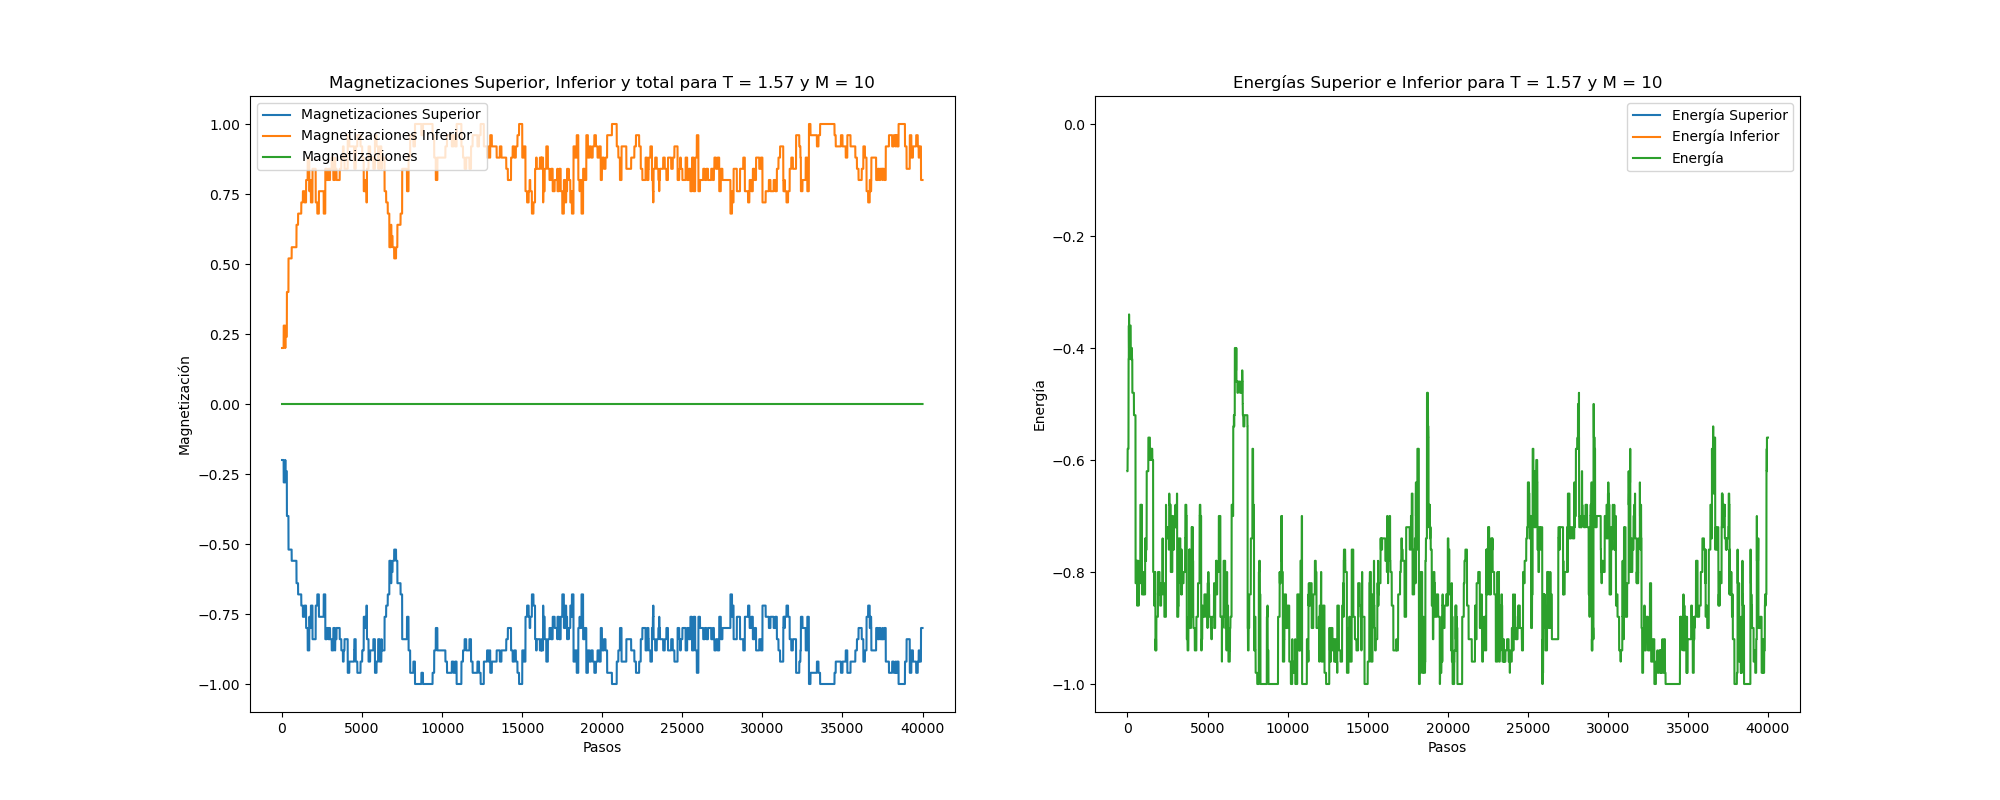 Magnetizaciones Superior, Inferior y total para T = 1.57 y M = 10
Magnetizaciones Superior
Magnetizaciones Inferior
Magnetizaciones
1.00
0.75
0.50
0.25
0.00
−0.25
−0.50
−0.75
−1.00
Magnetización
0
5000
10000
15000
20000
25000
30000
35000
40000
Pasos
Energías Superior e Inferior para T = 1.57 y M = 10
Energía Superior
Energía Inferior
Energía
0.0
−0.2
−0.4
−0.6
−0.8
−1.0
Energía
0
5000
10000
15000
20000
25000
30000
35000
40000
Pasos